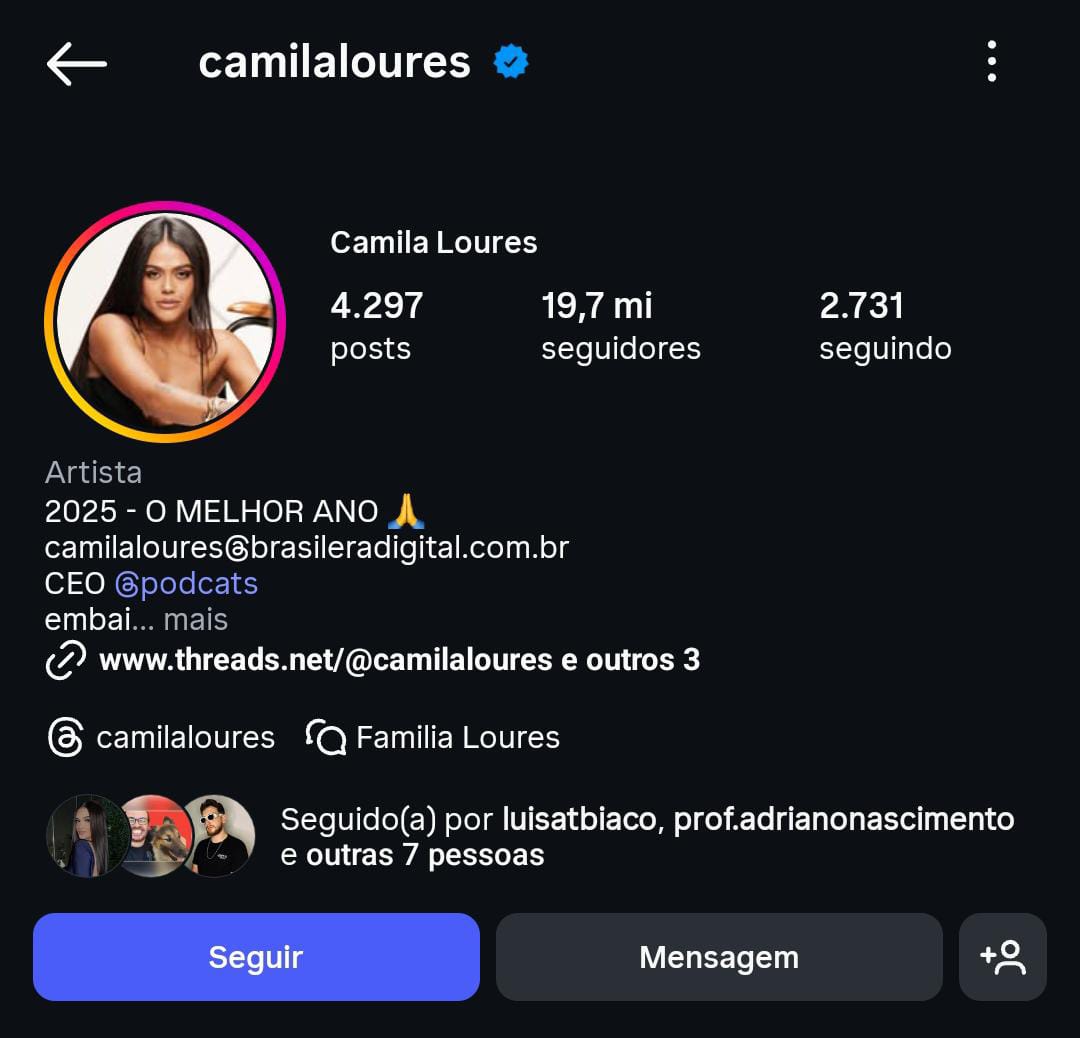 camilaloures
Camila Loures
4.297 19,7 mi 2.731
posts seguidores seguindo
Artista
2025 - O MELHOR ANO 🙏
camilaloures@brasileradigital.com.br
CEO @podcats
embai... mais
www.threads.net/@camilaloures e outros 3
camilaloures Familia Loures
Seguido(a) por luisatbiaco, prof.adrianonascimento
e outras 7 pessoas
Seguir Mensagem